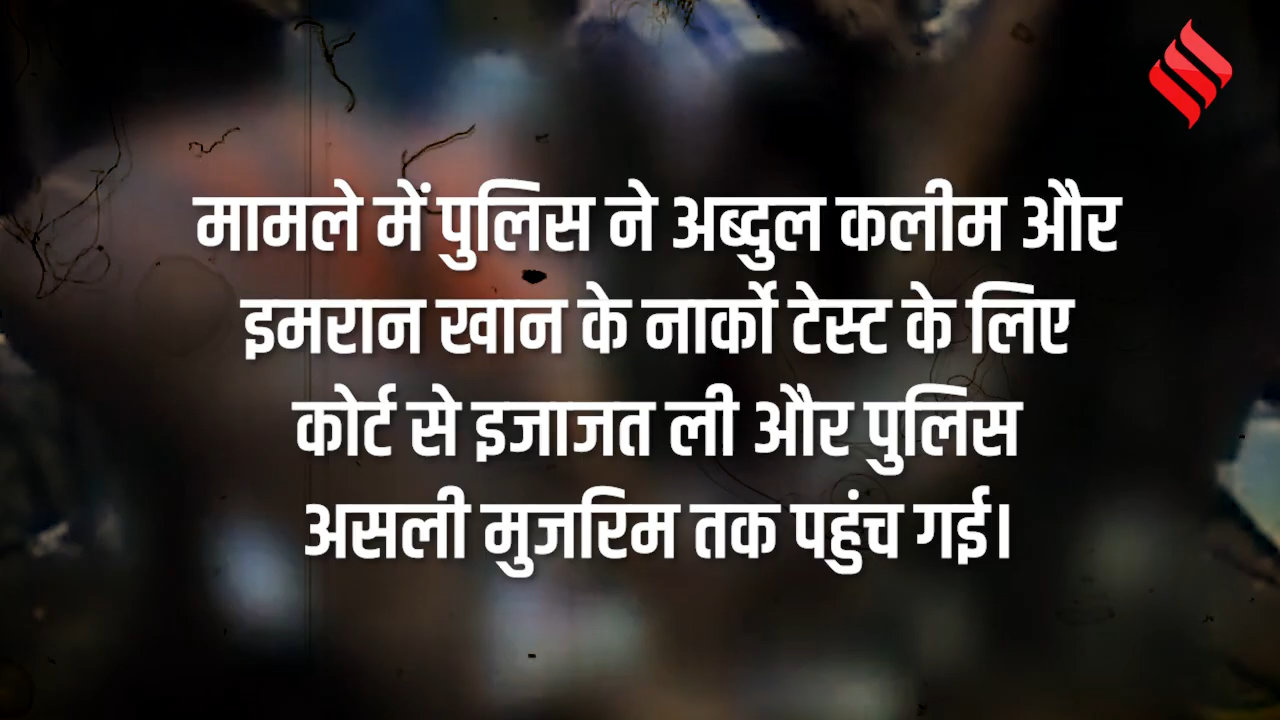 मामले में पुलिस ने अब्दुल कलीम और
इमरान खान के नार्को टेस्ट के लिए
कोर्ट से इजाजत ली और पुलिस
असली मुजरिम तक पहुंच गई।